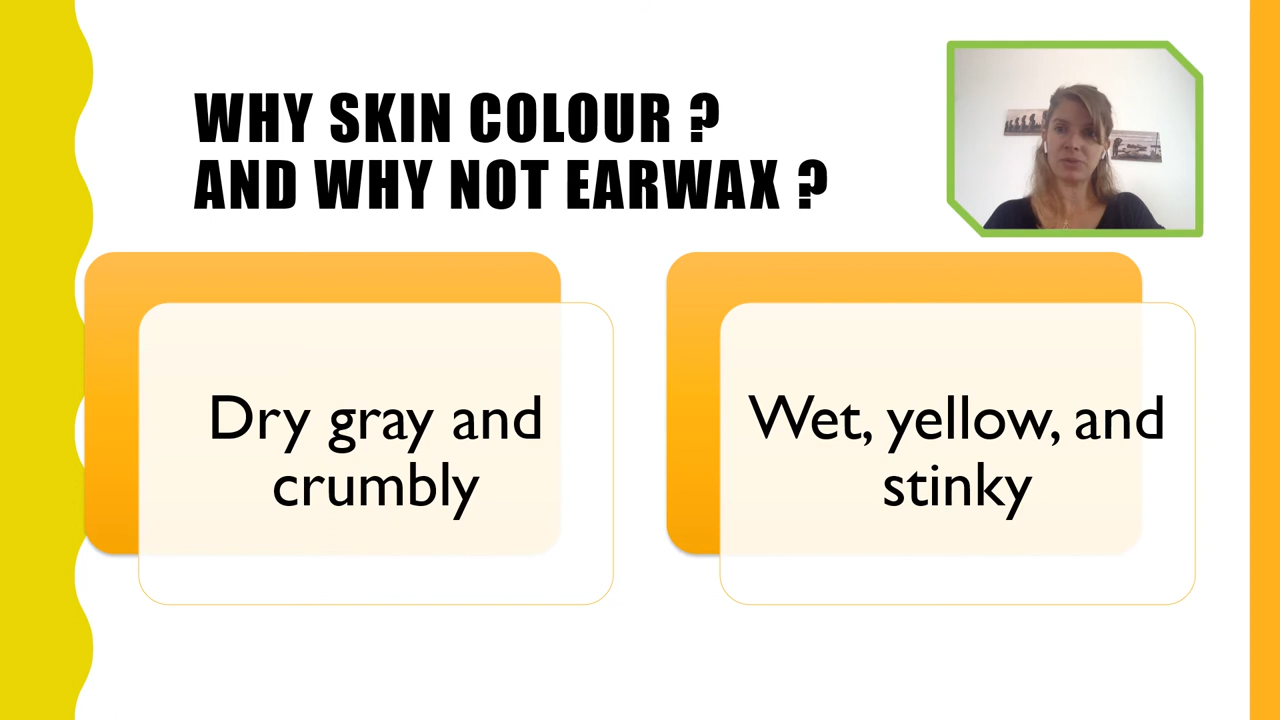 WHY SKIN COLOUR ?
AND WHY NOT EARWAX ?
Dry gray and
crumbly
Wet, yellow, and
stinky